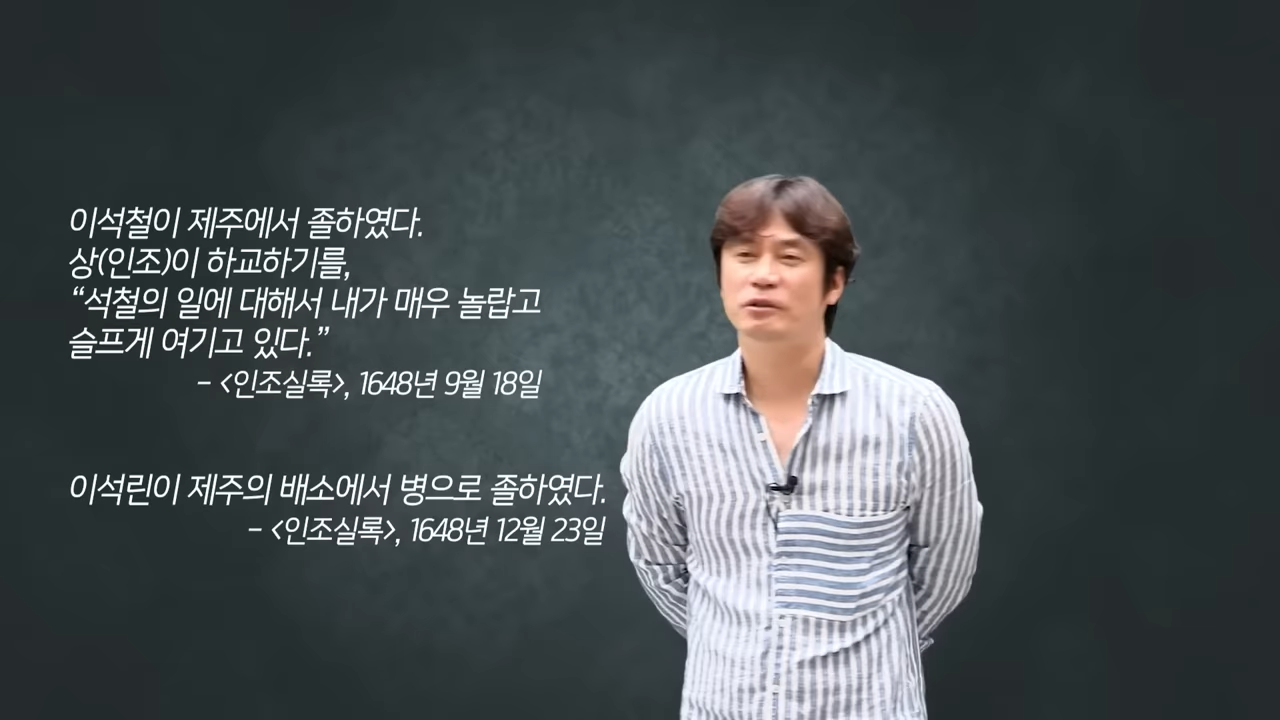 이석철이 제주에서 졸하였다.
상(인조)이 하교하기를,
“석철의 일에 대해서 내가 매우 놀랍고
슬프게 여기고 있다.”
- <인조실록>, 1648년 9월 18일
이석린이 제주의 배소에서 병으로 졸하였다.
- <인조실록>, 1648년 12월 23일